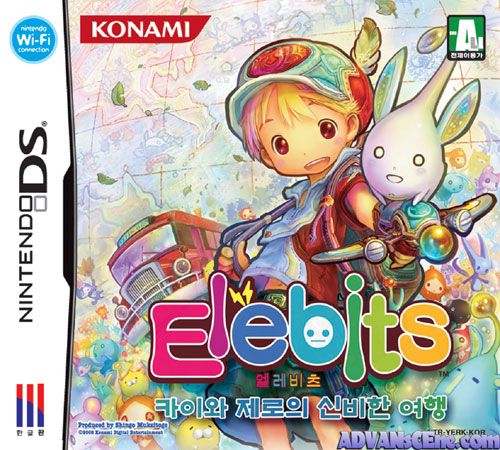 Nintendo
Wi-Fi
connection
KONAMI
A
전체이용가
NINTENDO DS
Elebits
TM
엘레비츠
카이와 제로의 신비한 여행
한글판
Produced by Shingo Mukaitoge
©2008 Konami Digital Entertainment
TR-YERK-KOR
ADVANsCEne.com